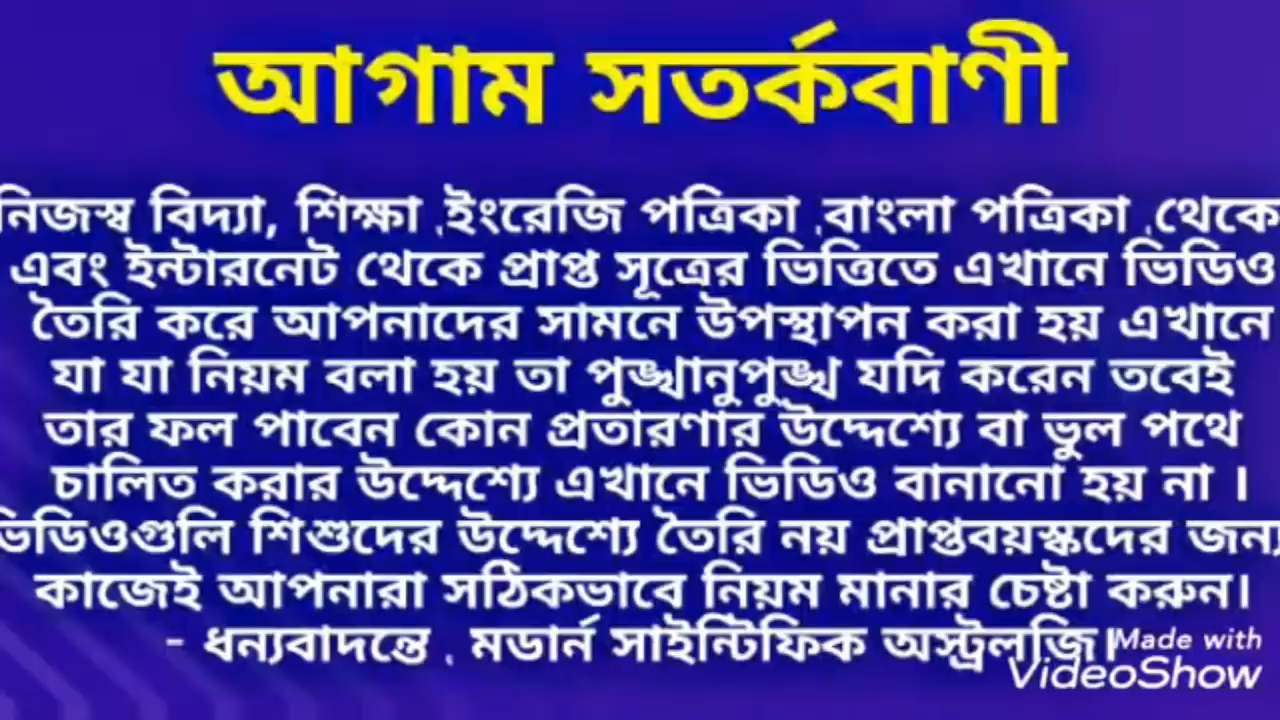 আগাম সতর্কবাণী
নিজস্ব বিদ্যা, শিক্ষা ,ইংরেজি পত্রিকা ,বাংলা পত্রিকা ,থেকে
এবং ইন্টারনেট থেকে প্রাপ্ত সূত্রের ভিত্তিতে এখানে ভিডিও
তৈরি করে আপনাদের সামনে উপস্থাপন করা হয় এখানে
যা যা নিয়ম বলা হয় তা পুঙ্খানুপুঙ্খ যদি করেন তবেই
তার ফল পাবেন কোন প্রতারণার উদ্দেশ্যে বা ভুল পথে
চালিত করার উদ্দেশ্যে এখানে ভিডিও বানানো হয় না ।
ভিডিওগুলি শিশুদের উদ্দেশ্যে তৈরি নয় প্রাপ্তবয়স্কদের জন্য
কাজেই আপনারা সঠিকভাবে নিয়ম মানার চেষ্টা করুন।
- ধন্যবাদন্তে , মডার্ন সাইন্টিফিক অস্ট্রলজি।
Made with
VideoShow